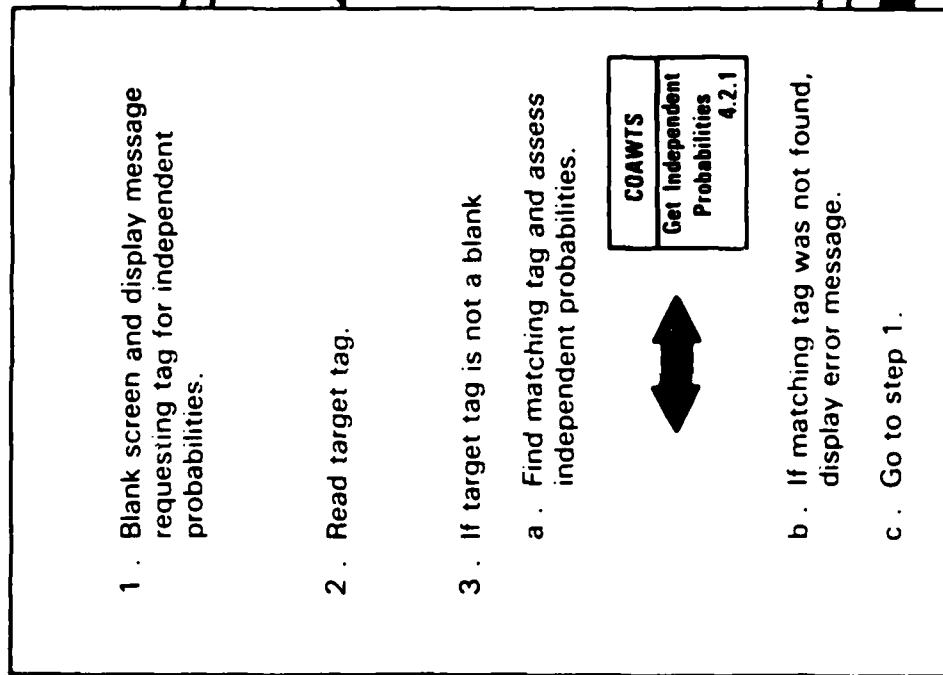 1. Blank screen and display message
requesting tag for independent
probabilities.
2. Read target tag.
3. If target tag is not a blank
a. Find matching tag and assess
independent probabilities.
COAWTS
Get Independent
Probabilities
4.2.1
b. If matching tag was not found,
display error message.
c. Go to step 1.